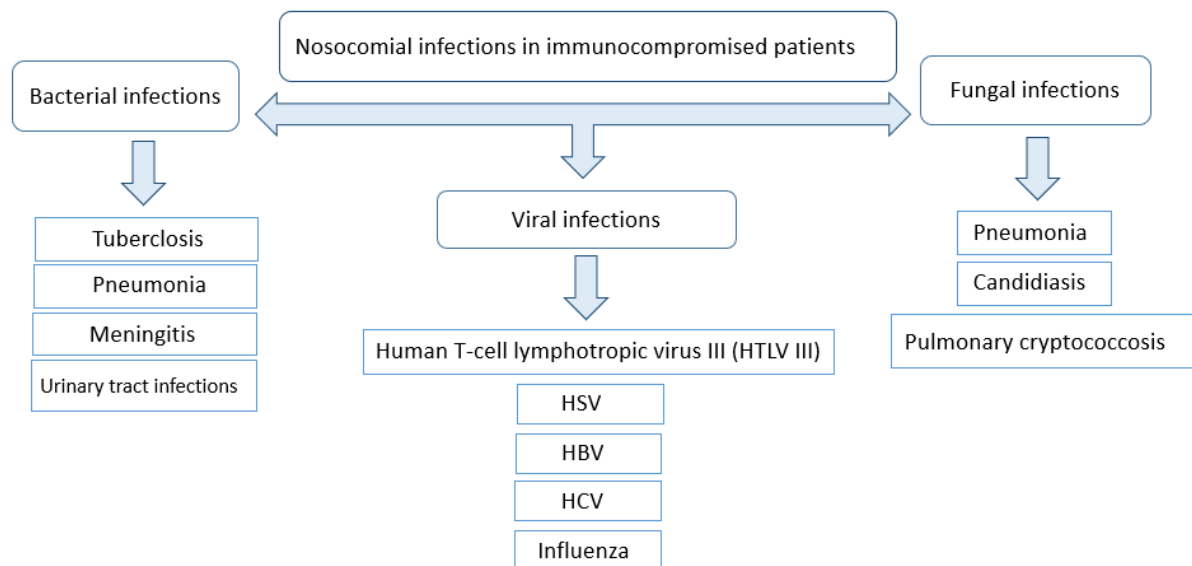 Nosocomial infections in immunocompromised patients
Bacterial infections
Tuberclosis
Pneumonia
Meningitis
Urinary tract infections
Viral infections
Human T-cell lymphotropic virus III (HTLV III)
HSV
HBV
HCV
Influenza
Fungal infections
Pneumonia
Candidiasis
Pulmonary cryptococcosis